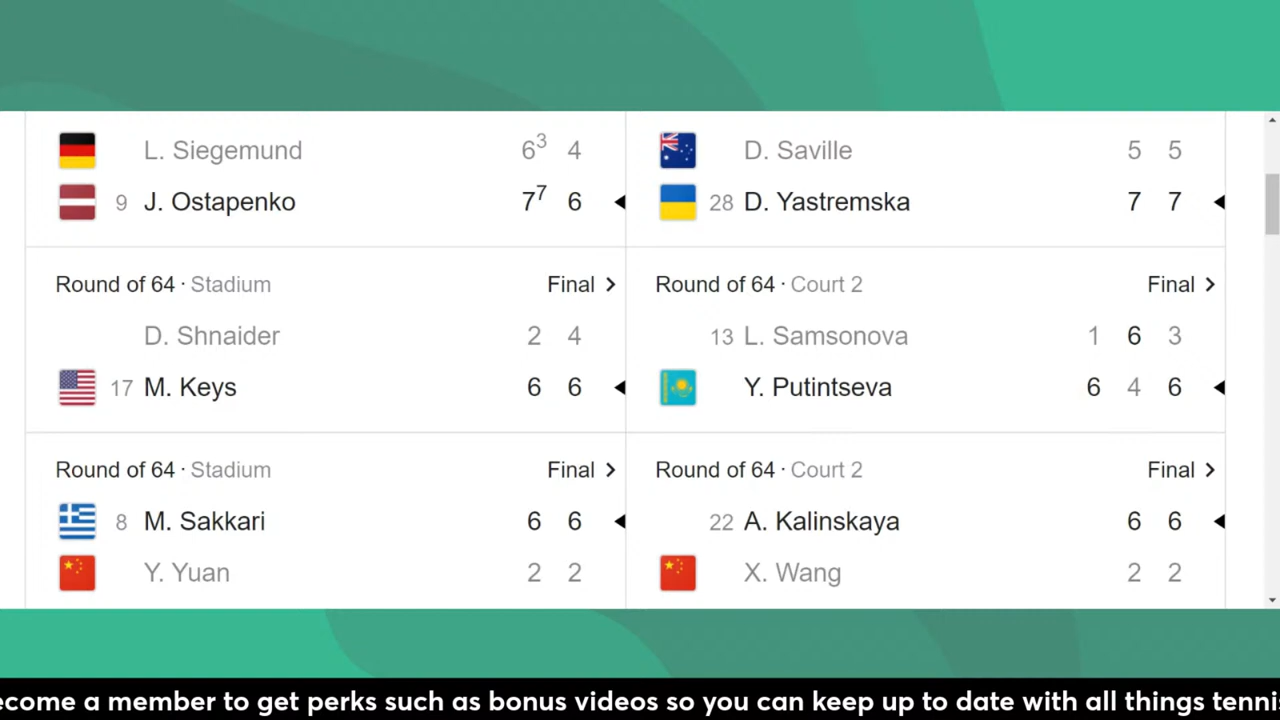 L. Siegemund 6³ 4
9 J. Ostapenko 7⁷ 6
D. Saville 5 5
28 D. Yastremska 7 7
Round of 64 · Stadium Final
D. Shnaider 2 4
17 M. Keys 6 6
Round of 64 · Court 2 Final
13 L. Samsonova 1 6 3
Y. Putintseva 6 4 6
Round of 64 · Stadium Final
8 M. Sakkari 6 6
Y. Yuan 2 2
Round of 64 · Court 2 Final
22 A. Kalinskaya 6 6
X. Wang 2 2
ecome a member to get perks such as bonus videos so you can keep up to date with all things tennis